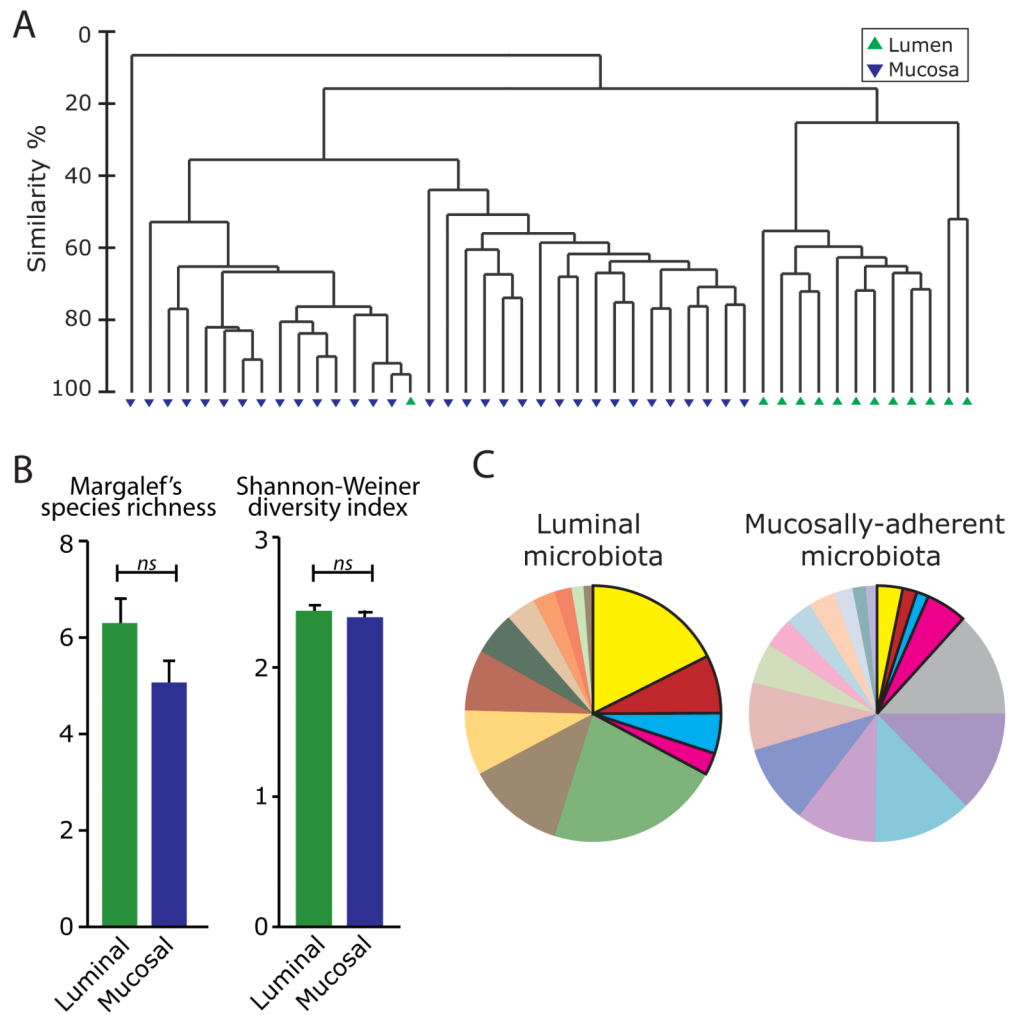 A
Lumen
Mucosa
Similarity %
0
20
40
60
80
100
B
Margalef's
species richness
ns
8
6
4
2
0
Luminal
Mucosal
Shannon-Weiner
diversity index
ns
3
2
1
0
Luminal
Mucosal
C
Luminal
microbiota
Mucosally-adherent
microbiota